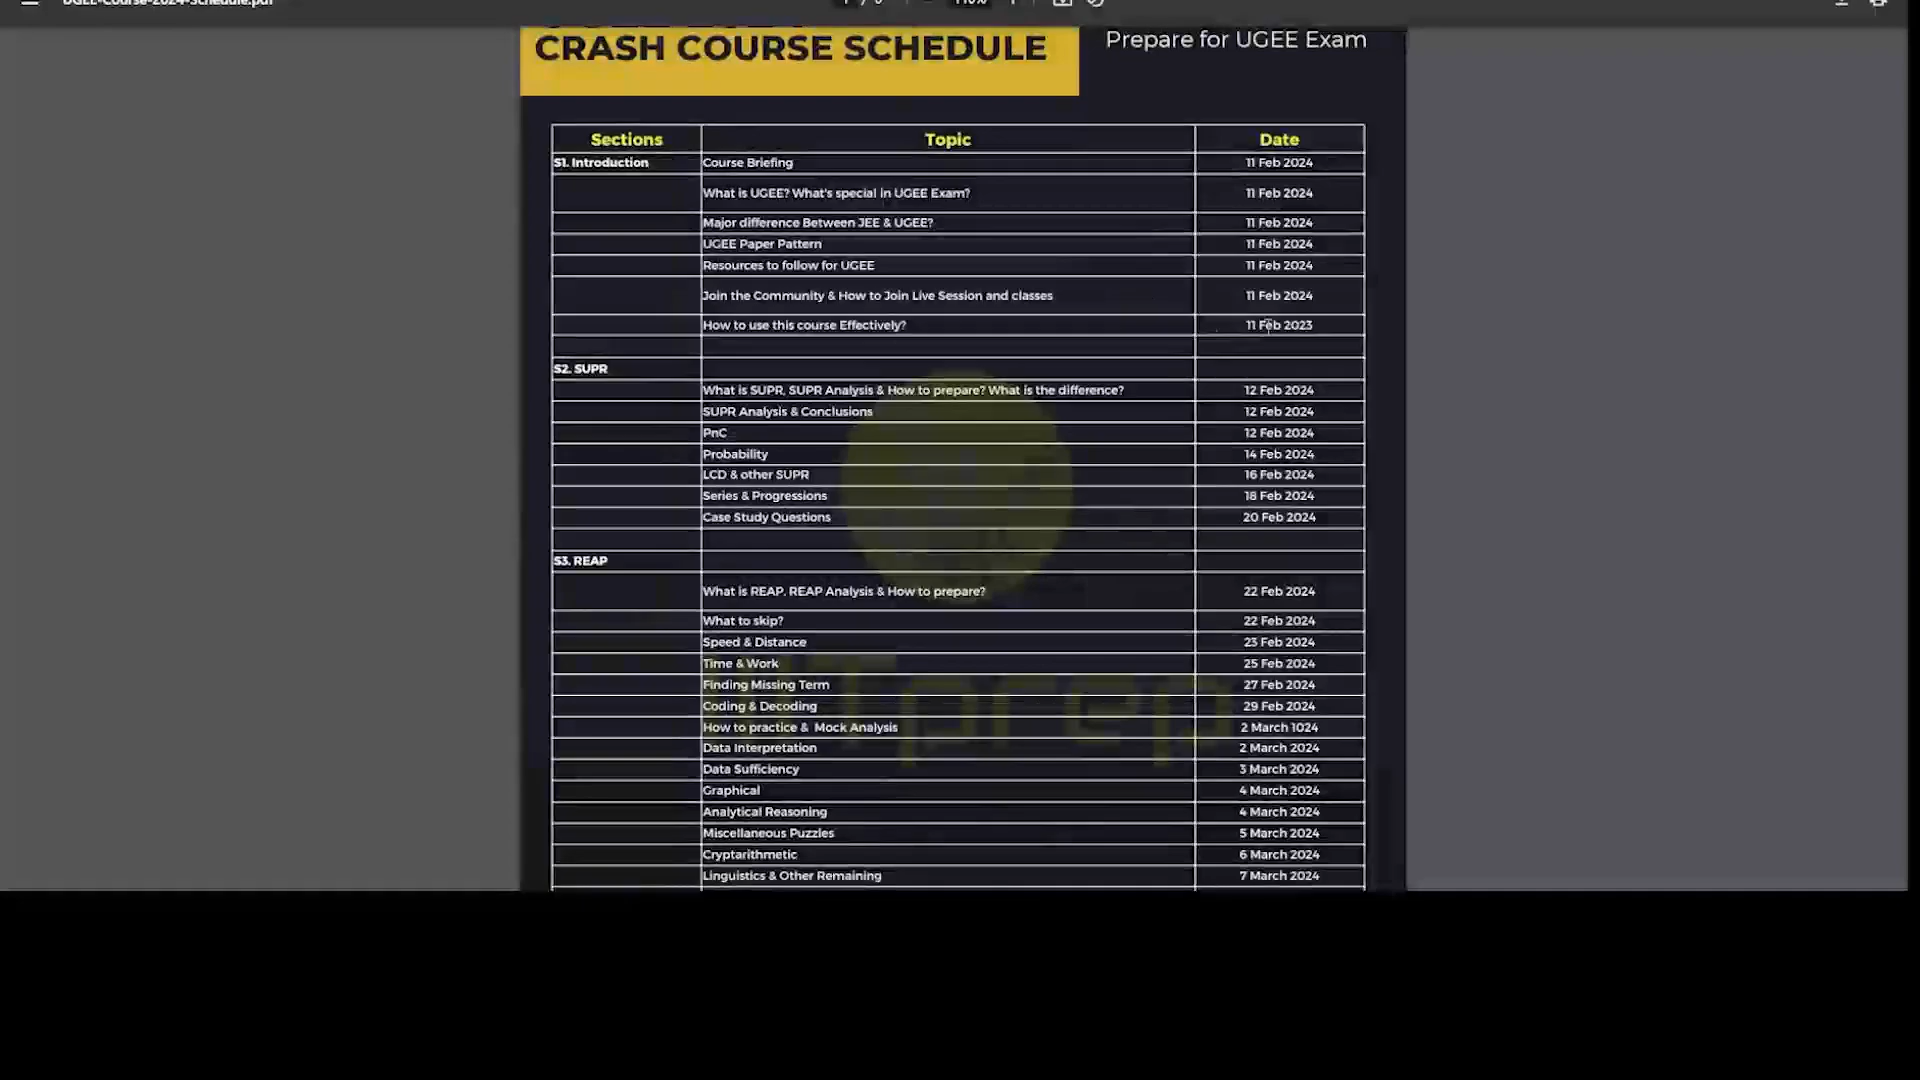 UGEE-Course-2024-Schedule.pdf
CRASH COURSE SCHEDULE
Prepare for UGEE Exam
Sections Topic Date
S1. Introduction Course Briefing 11 Feb 2024
What is UGEE? What's special in UGEE Exam? 11 Feb 2024
Major difference Between JEE & UGEE? 11 Feb 2024
UGEE Paper Pattern 11 Feb 2024
Resources to follow for UGEE 11 Feb 2024
Join the Community & How to Join Live Session and classes 11 Feb 2024
How to use this course Effectively? 11 Feb 2023
S2. SUPR
What is SUPR, SUPR Analysis & How to prepare? What is the difference? 12 Feb 2024
SUPR Analysis & Conclusions 12 Feb 2024
PnC 12 Feb 2024
Probability 14 Feb 2024
LCD & other SUPR 16 Feb 2024
Series & Progressions 18 Feb 2024
Case Study Questions 20 Feb 2024
S3. REAP
What is REAP. REAP Analysis & How to prepare? 22 Feb 2024
What to skip? 22 Feb 2024
Speed & Distance 23 Feb 2024
Time & Work 25 Feb 2024
Finding Missing Term 27 Feb 2024
Coding & Decoding 29 Feb 2024
How to practice & Mock Analysis 2 March 1024
Data Interpretation 2 March 2024
Data Sufficiency 3 March 2024
Graphical 4 March 2024
Analytical Reasoning 4 March 2024
Miscellaneous Puzzles 5 March 2024
Cryptarithmetic 6 March 2024
Linguistics & Other Remaining 7 March 2024